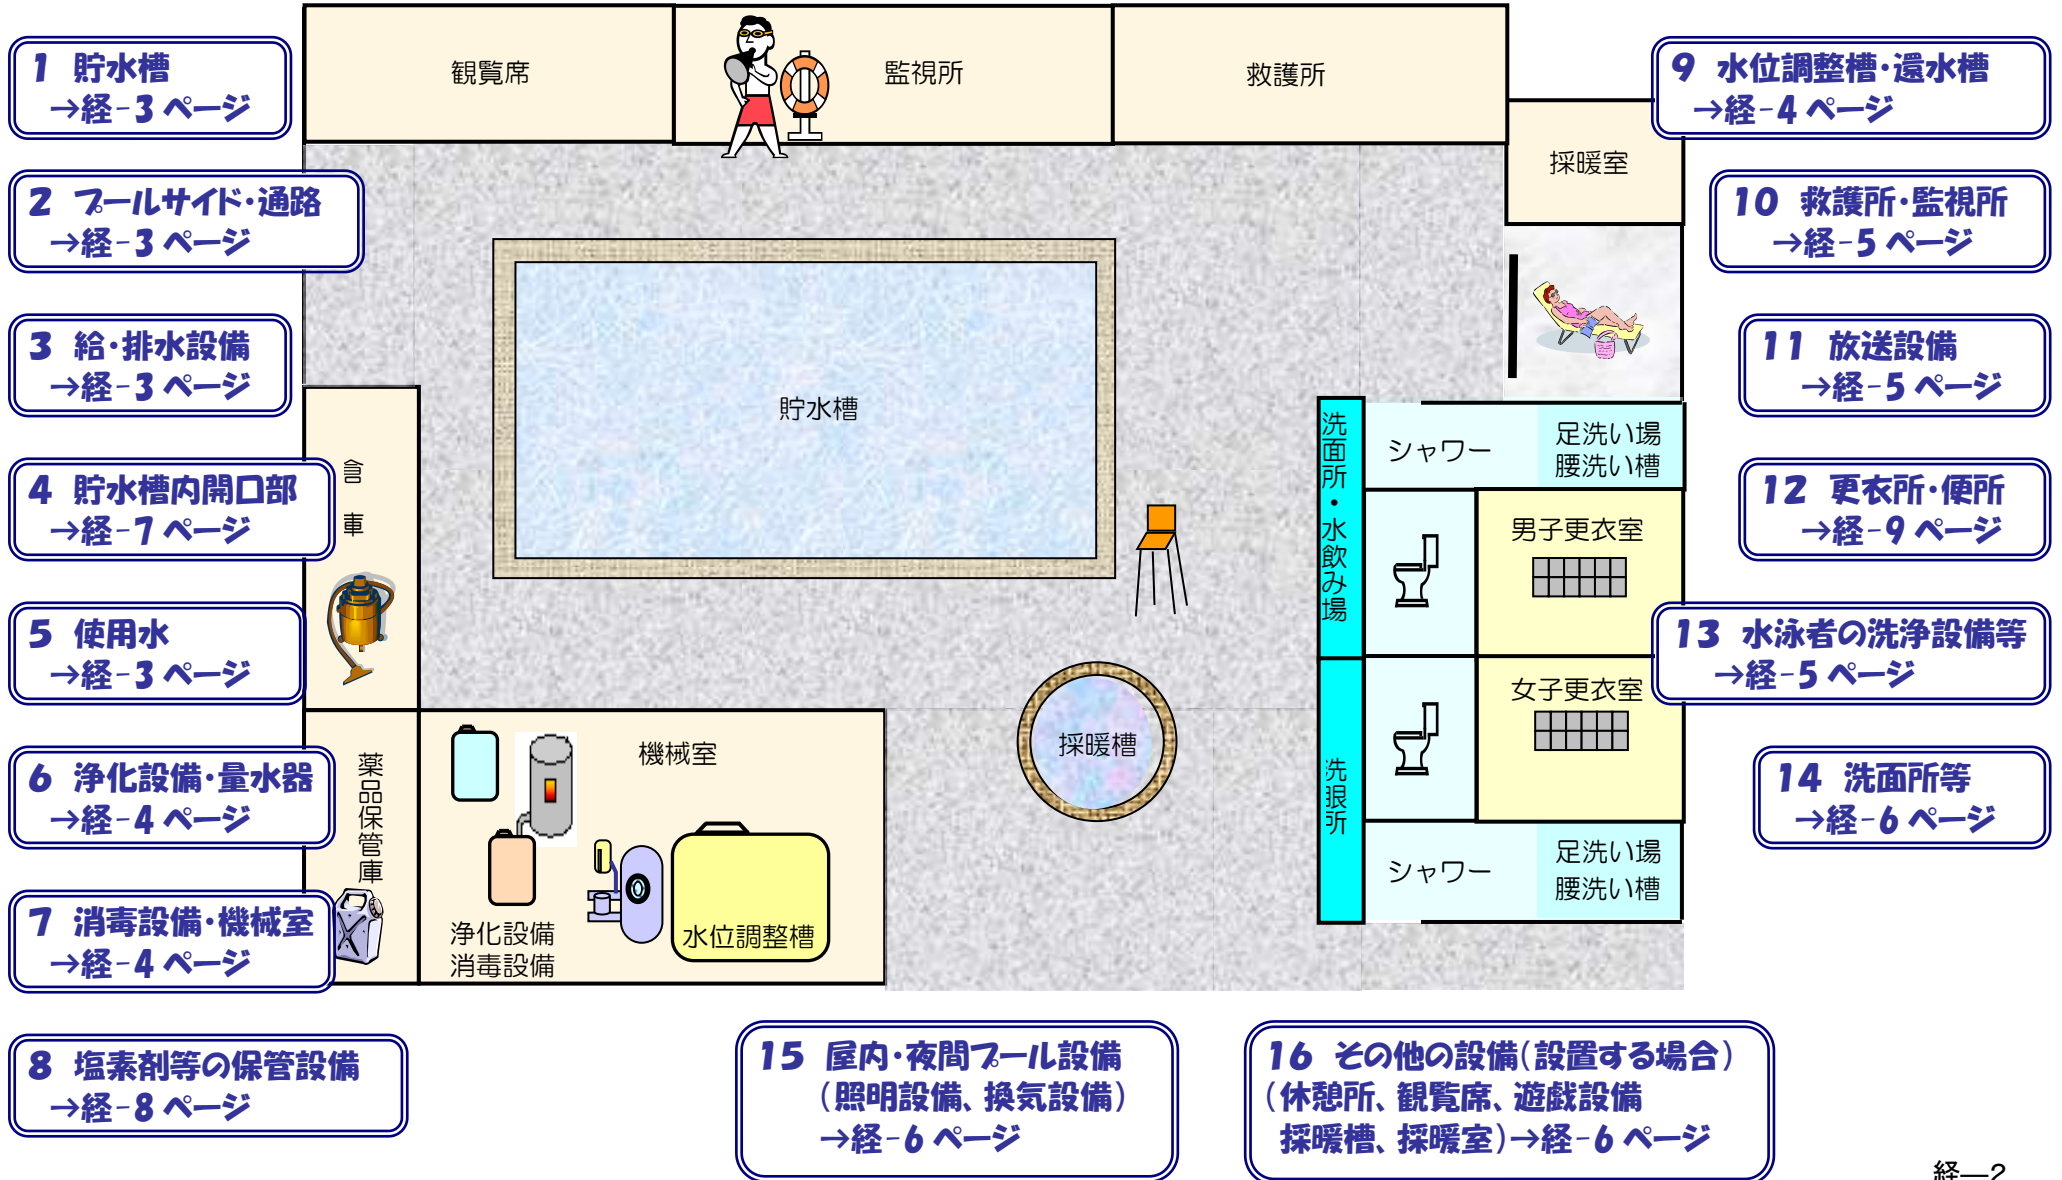 1 貯水槽
→経-3 ページ
2 プールサイド・通路
→経-3 ページ
3 給・排水設備
→経-3 ページ
4 貯水槽内開口部
→経-7 ページ
5 使用水
→経-3 ページ
6 浄化設備・量水器
→経-4 ページ
7 消毒設備・機械室
→経-4 ページ
8 塩素剤等の保管設備
→経-8 ページ
観覧席
監視所
救護所
採暖室
貯水槽
倉
庫
薬品保管庫
機械室
浄化設備
消毒設備
水位調整槽
採暖槽
洗面所・水飲み場
洗眼所
シャワー
足洗い場
腰洗い槽
男子更衣室
女子更衣室
シャワー
足洗い場
腰洗い槽
9 水位調整槽・還水槽
→経-4 ページ
10 救護所・監視所
→経-5 ページ
11 放送設備
→経-5 ページ
12 更衣所・便所
→経-9 ページ
13 水泳者の洗浄設備等
→経-5 ページ
14 洗面所等
→経-6 ページ
15 屋内・夜間プール設備
(照明設備、換気設備)
→経-6 ページ
16 その他の設備(設置する場合)
(休憩所、観覧席、遊戯設備
採暖槽、採暖室)→経-6 ページ
経—2